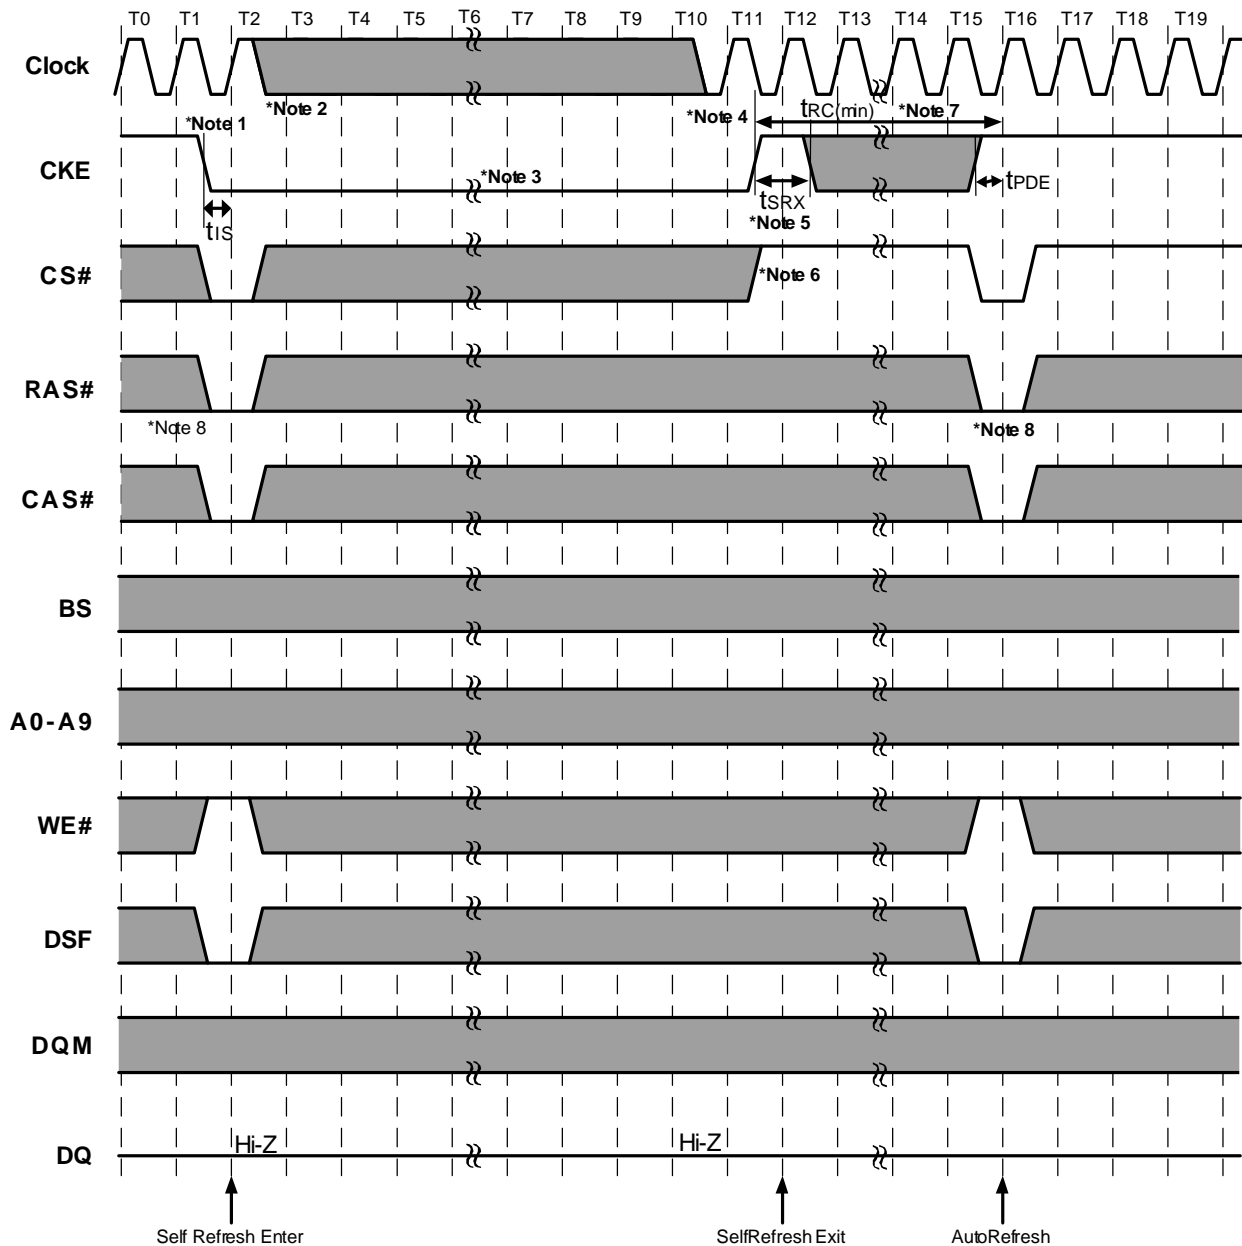 T0 T1 T2 T3 T4 T5 T6 T7 T8 T9 T10 T11 T12 T13 T14 T15 T16 T17 T18 T19
Clock
*Note 2
*Note 1
*Note 4
tRC(min)
*Note 7
CKE
*Note 3
tIS
tSRX
tPDE
*Note 5
CS#
*Note 6
RAS#
*Note 8
*Note 8
CAS#
BS
A0-A9
WE#
DSF
DQM
DQ
Hi-Z
Hi-Z
Self Refresh Enter
SelfRefresh Exit
AutoRefresh